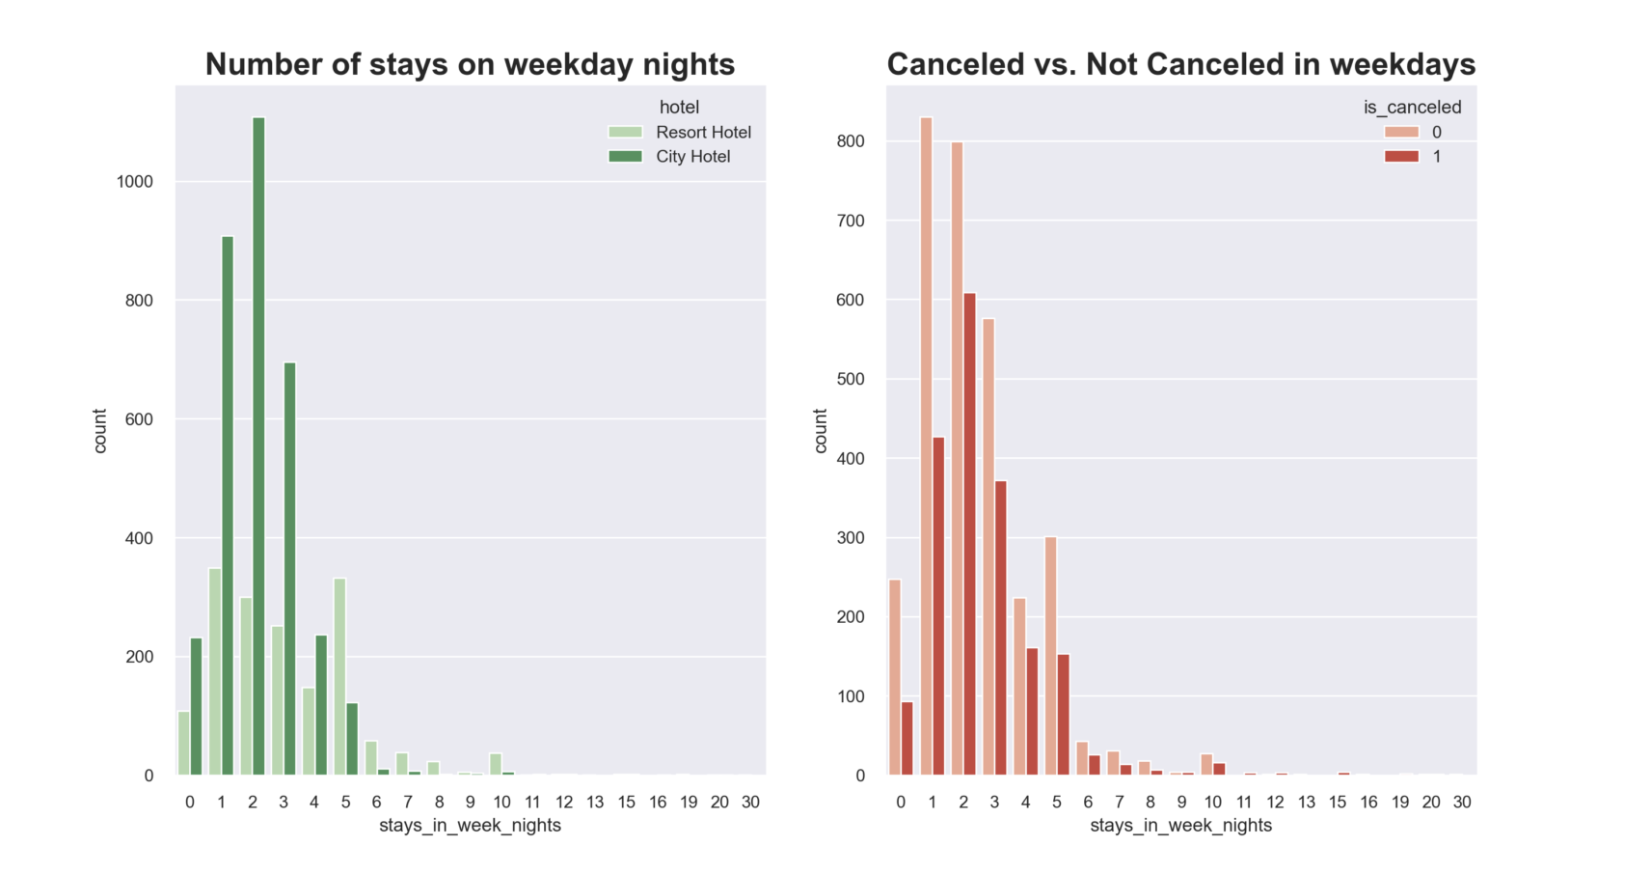 Number of stays on weekday nights
hotel
Resort Hotel
City Hotel
1000
800
600
400
200
0
count
0 1 2 3 4 5 6 7 8 9 10 11 12 13 15 16 19 20 30
stays_in_week_nights
Canceled vs. Not Canceled in weekdays
is_canceled
0
1
800
700
600
500
400
300
200
100
0
count
0 1 2 3 4 5 6 7 8 9 10 11 12 13 15 16 19 20 30
stays_in_week_nights